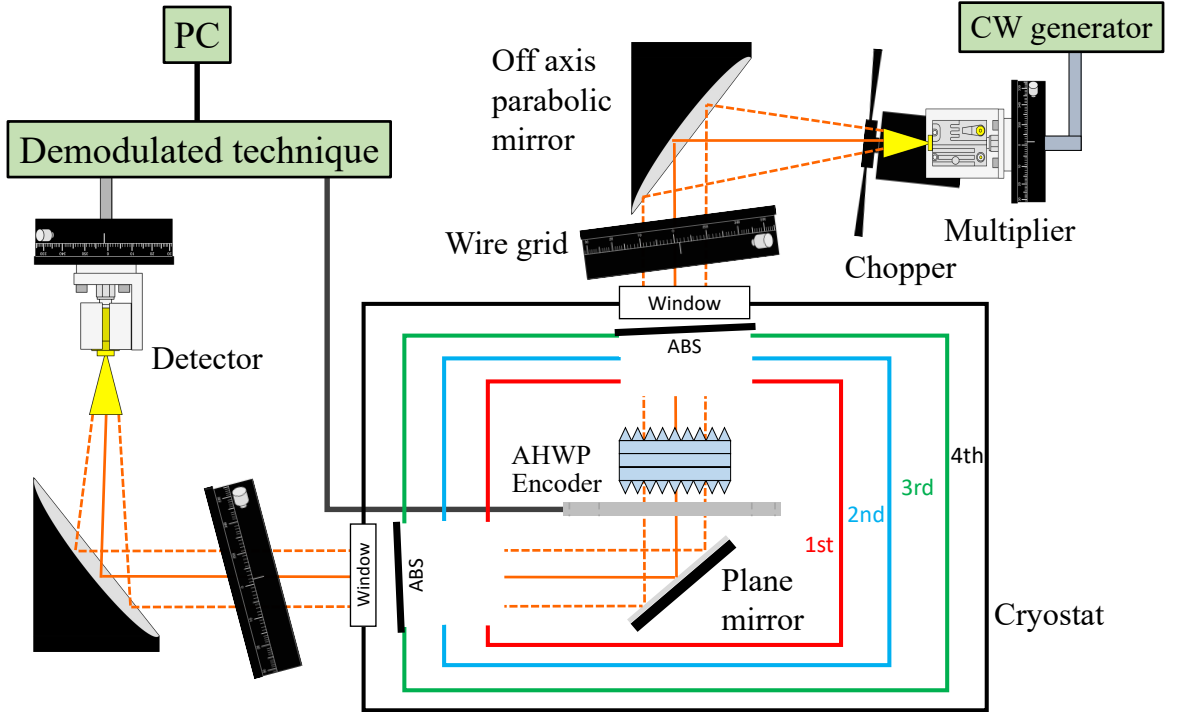 PC
CW generator
Off axis
parabolic
mirror
Demodulated technique
Multiplier
Wire grid
Chopper
Window
ABS
Detector
AHWP
Encoder
4th
3rd
2nd
1st
Window
ABS
Plane
mirror
Cryostat